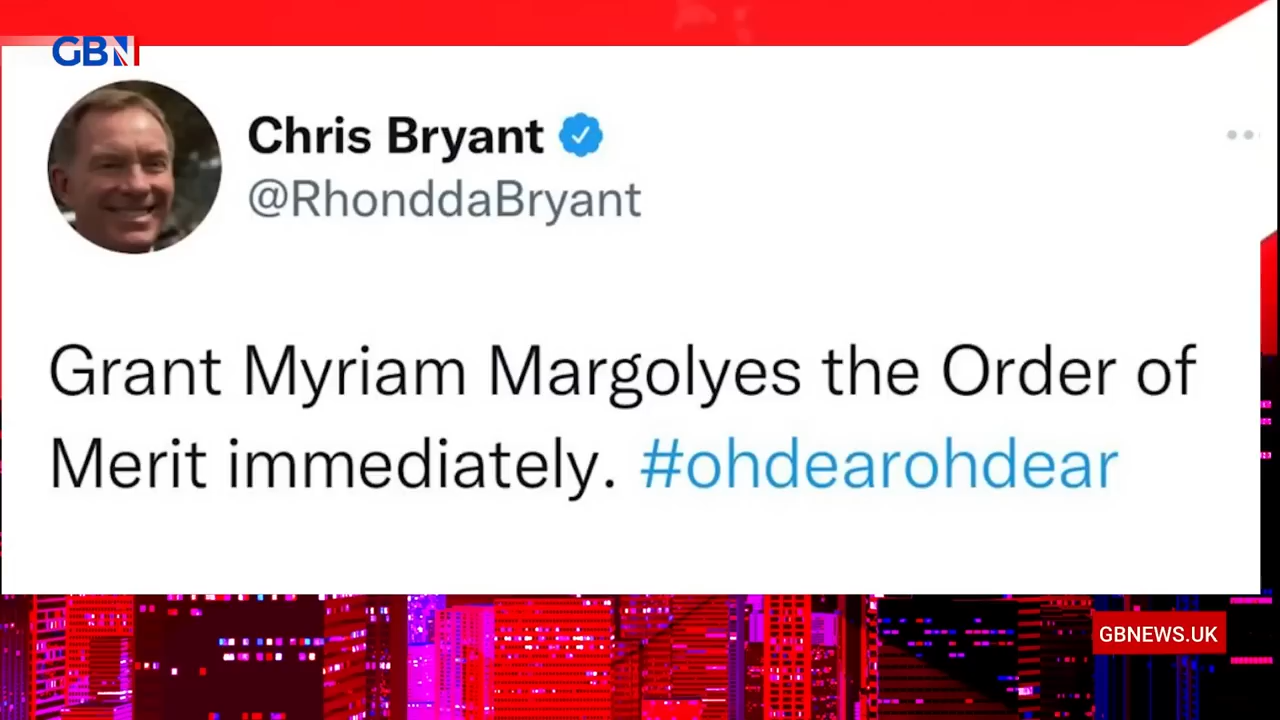 GBN
Chris Bryant
@RhonddaBryant
Grant Myriam Margolyes the Order of
Merit immediately. #ohdearohdear
GBNEWS.UK